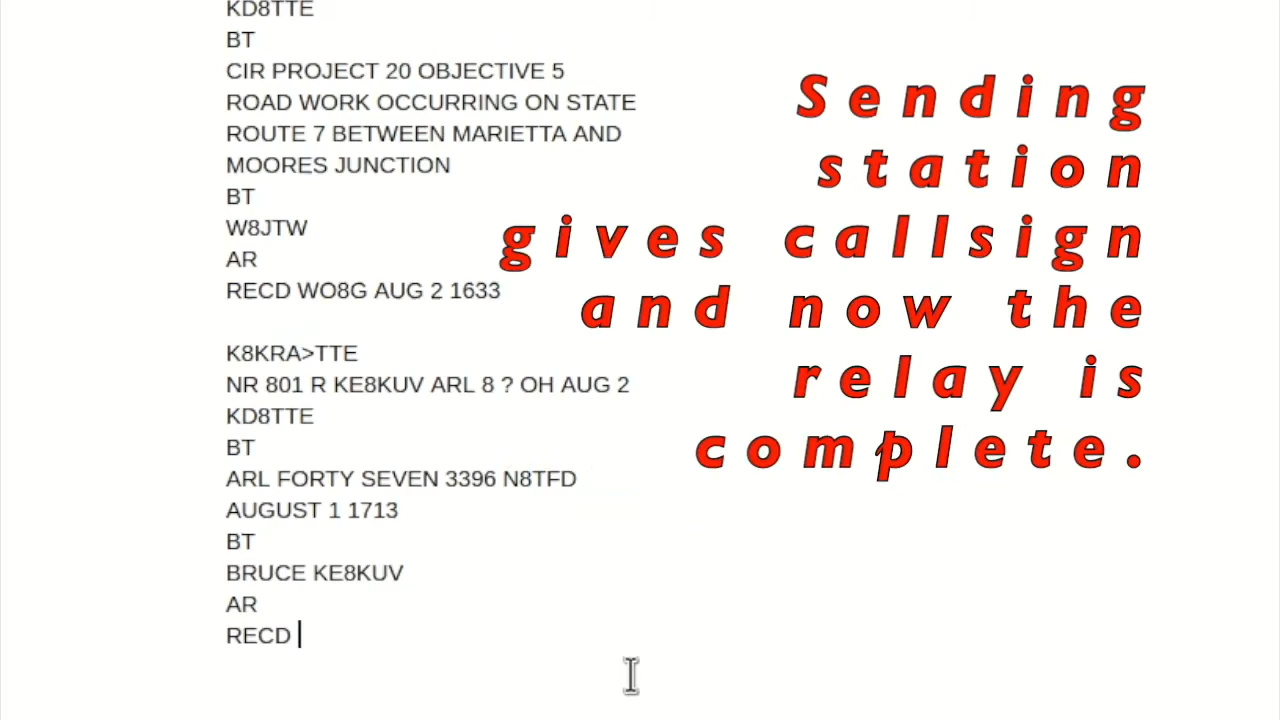 KD8TTE
BT
CIR PROJECT 20 OBJECTIVE 5
ROAD WORK OCCURRING ON STATE
ROUTE 7 BETWEEN MARIETTA AND
MOORES JUNCTION
BT
W8JTW
AR
RECD WO8G AUG 2 1633
K8KRA>TTE
NR 801 R KE8KUV ARL 8 ? OH AUG 2
KD8TTE
BT
ARL FORTY SEVEN 3396 N8TFD
AUGUST 1 1713
BT
BRUCE KE8KUV
AR
RECD
Sending
station
gives callsign
and now the
relay is
complete.